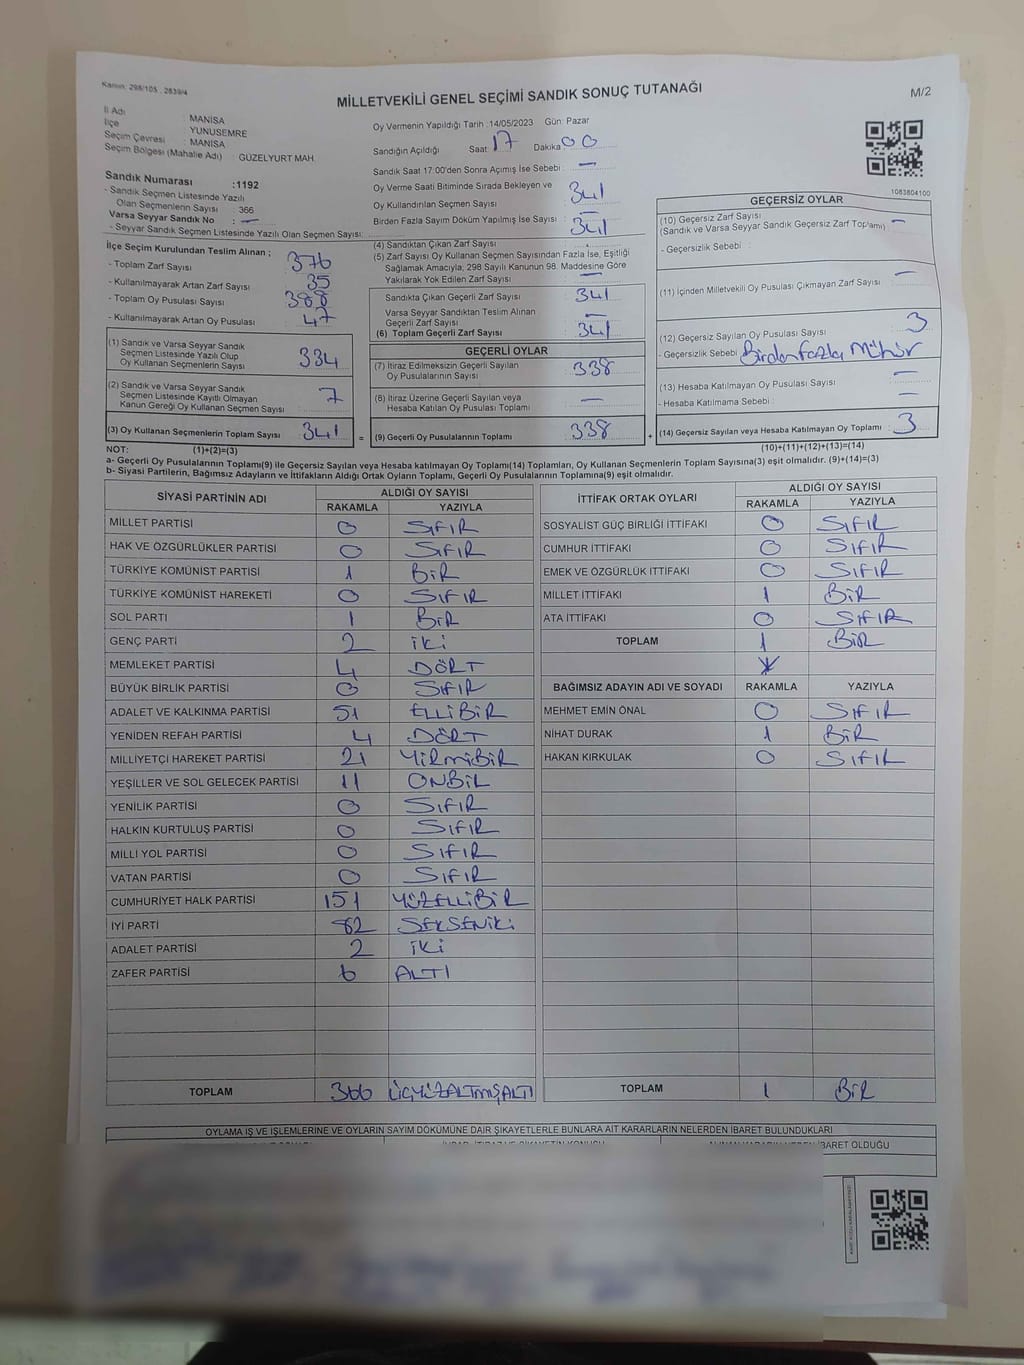 Kanun: 298/105 , 2839/4
MİLLETVEKİLİ GENEL SEÇİMİ SANDIK SONUÇ TUTANAĞI
M/2
İl Adı : MANİSA
İlçe : YUNUSEMRE
Seçim Çevresi : MANİSA
Seçim Bölgesi (Mahalle Adı) : GÜZELYURT MAH.
Sandık Numarası :1192
- Sandık Seçmen Listesinde Yazılı
Olan Seçmenlerin Sayısı : 366
Varsa Seyyar Sandık No : —
- Seyyar Sandık Seçmen Listesinde Yazılı Olan Seçmen Sayısı:
Oy Vermenin Yapıldığı Tarih :14/05/2023 Gün: Pazar
Sandığın Açıldığı Saat 17 Dakika 00
Sandık Saat 17:00'den Sonra Açımış İse Sebebi : —
Oy Verme Saati Bitiminde Sırada Bekleyen ve
Oy Kullandırılan Seçmen Sayısı : 341
Birden Fazla Sayım Döküm Yapılmış İse Sayısı : —
1083804100
İlçe Seçim Kurulundan Teslim Alınan ;
- Toplam Zarf Sayısı : 376
- Kullanılmayarak Artan Zarf Sayısı : 35
- Toplam Oy Pusulası Sayısı : 388
- Kullanılmayarak Artan Oy Pusulası : 47
(1) Sandık ve Varsa Seyyar Sandık
Seçmen Listesinde Yazılı Olup
Oy Kullanan Seçmenlerin Sayısı : 334
(2) Sandık ve Varsa Seyyar Sandık
Seçmen Listesinde Kayıtlı Olmayan
Kanun Gereği Oy Kullanan Seçmen Sayısı : 7
(3) Oy Kullanan Seçmenlerin Toplam Sayısı : 341 =
(4) Sandıktan Çıkan Zarf Sayısı : 341
(5) Zarf Sayısı Oy Kullanan Seçmen Sayısından Fazla İse, Eşitliği
Sağlamak Amacıyla, 298 Sayılı Kanunun 98. Maddesine Göre
Yakılarak Yok Edilen Zarf Sayısı : —
Sandıkta Çıkan Geçerli Zarf Sayısı : 341
Varsa Seyyar Sandıktan Teslim Alınan
Geçerli Zarf Sayısı : —
(6) Toplam Geçerli Zarf Sayısı : 341
GEÇERLİ OYLAR
(7) İtiraz Edilmeksizin Geçerli Sayılan
Oy Pusulalarının Sayısı : 338
(8) İtiraz Üzerine Geçerli Sayılan veya
Hesaba Katılan Oy Pusulası Toplamı : —
(9) Geçerli Oy Pusulalarının Toplamı : 338 +
GEÇERSİZ OYLAR
(10) Geçersiz Zarf Sayısı
(Sandık ve Varsa Seyyar Sandık Geçersiz Zarf Toplamı) : —
- Geçersizlik Sebebi :
(11) İçinden Milletvekili Oy Pusulası Çıkmayan Zarf Sayısı : —
(12) Geçersiz Sayılan Oy Pusulası Sayısı : 3
- Geçersizlik Sebebi : Birden fazla Mühür
(13) Hesaba Katılmayan Oy Pusulası Sayısı : —
- Hesaba Katılmama Sebebi : —
(14) Geçersiz Sayılan veya Hesaba Katılmayan Oy Toplamı : 3
NOT: (1)+(2)=(3)
(10)+(11)+(12)+(13)=(14)
a- Geçerli Oy Pusulalarının Toplamı(9) ile Geçersiz Sayılan veya Hesaba katılmayan Oy Toplamı(14) Toplamları, Oy Kullanan Seçmenlerin Toplam Sayısına(3) eşit olmalıdır. (9)+(14)=(3)
b- Siyasi Partilerin, Bağımsız Adayların ve İttifakların Aldığı Ortak Oyların Toplamı, Geçerli Oy Pusulalarının Toplamına(9) eşit olmalıdır.
SİYASİ PARTİNİN ADI ALDIĞI OY SAYISI
RAKAMLA YAZIYLA
MİLLET PARTİSİ 0 SIFIR
HAK VE ÖZGÜRLÜKLER PARTİSİ 0 SIFIR
TÜRKİYE KOMÜNİST PARTİSİ 1 BİR
TÜRKİYE KOMÜNİST HAREKETİ 0 SIFIR
SOL PARTİ 1 BİR
GENÇ PARTİ 2 İKİ
MEMLEKET PARTİSİ 4 DÖRT
BÜYÜK BİRLİK PARTİSİ 0 SIFIR
ADALET VE KALKINMA PARTİSİ 51 ELLİBİR
YENİDEN REFAH PARTİSİ 4 DÖRT
MİLLİYETÇİ HAREKET PARTİSİ 21 YİRMİBİR
YEŞİLLER VE SOL GELECEK PARTİSİ 11 ONBİR
YENİLİK PARTİSİ 0 SIFIR
HALKIN KURTULUŞ PARTİSİ 0 SIFIR
MİLLİ YOL PARTİSİ 0 SIFIR
VATAN PARTİSİ 0 SIFIR
CUMHURİYET HALK PARTİSİ 151 YÜZELLİBİR
İYİ PARTİ 82 SEKSENİKİ
ADALET PARTİSİ 2 İKİ
ZAFER PARTİSİ 6 ALTI
TOPLAM 366 ÜÇYÜZALTMIŞALTI
İTTİFAK ORTAK OYLARI ALDIĞI OY SAYISI
RAKAMLA YAZIYLA
SOSYALİST GÜÇ BİRLİĞİ İTTİFAKI 0 SIFIR
CUMHUR İTTİFAKI 0 SIFIR
EMEK VE ÖZGÜRLÜK İTTİFAKI 0 SIFIR
MİLLET İTTİFAKI 1 BİR
ATA İTTİFAKI 0 SIFIR
TOPLAM 1 BİR
BAĞIMSIZ ADAYIN ADI VE SOYADI RAKAMLA YAZIYLA
MEHMET EMİN ÖNAL 0 SIFIR
NİHAT DURAK 1 BİR
HAKAN KIRKULAK 0 SIFIR
TOPLAM 1 BİR
OYLAMA İŞ VE İŞLEMLERİNE VE OYLARIN SAYIM DÖKÜMÜNE DAİR ŞİKAYETLERLE BUNLARA AİT KARARLARIN NELERDEN İBARET BULUNDUKLARI
İBARET OLDUĞU